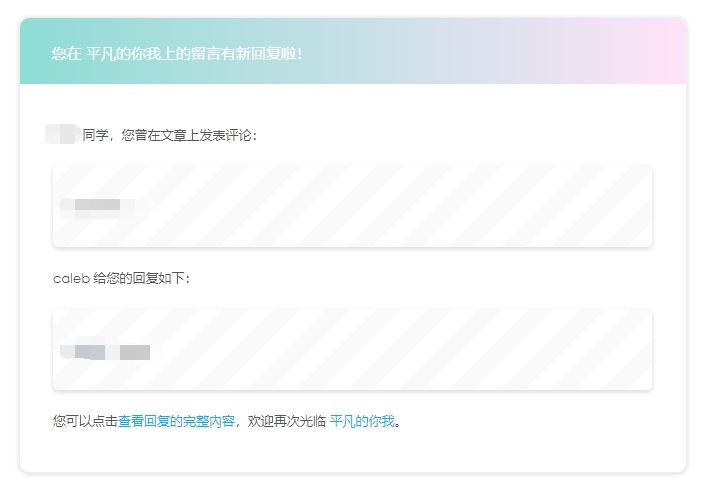 您在 平凡的你我上的留言有新回复啦！
同学，您曾在文章上发表评论：
caleb 给您的回复如下：
您可以点击查看回复的完整内容，欢迎再次光临 平凡的你我。